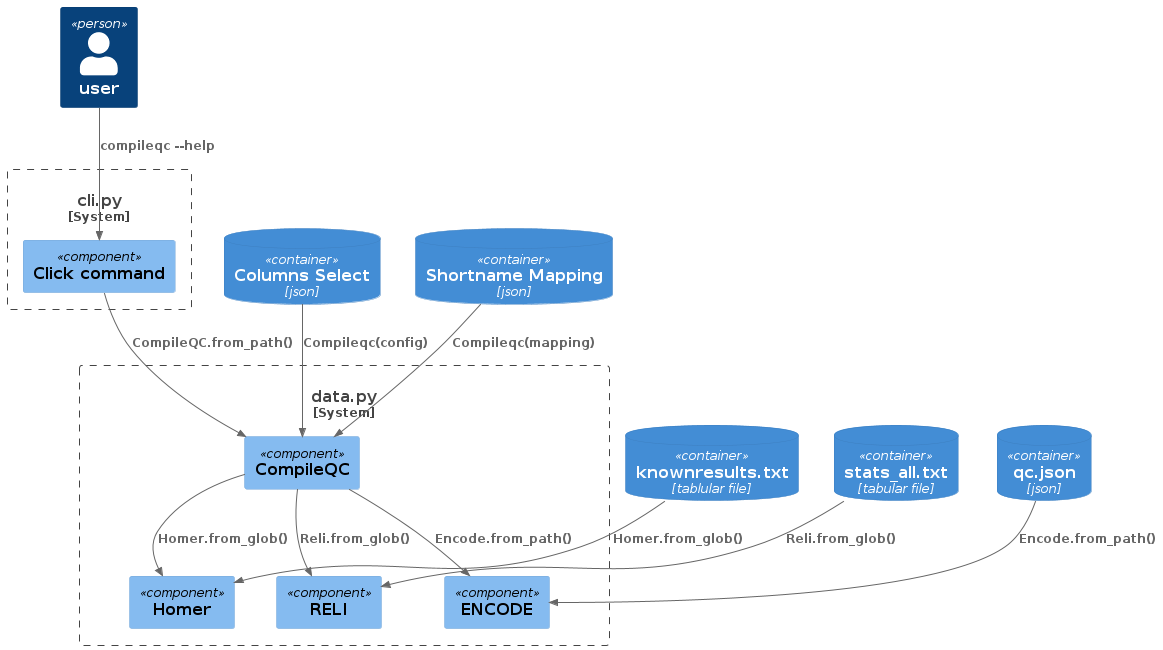 «person»
user
compileqc --help
cli.py
[System]
«component»
Click command
«container»
Columns Select
[json]
«container»
Shortname Mapping
[json]
CompileQC.from_path()
Compileqc(config)
Compileqc(mapping)
data.py
[System]
«component»
CompileQC
«container»
knownresults.txt
[tablular file]
«container»
stats_all.txt
[tabular file]
«container»
qc.json
[json]
Homer.from_glob()
Reli.from_glob()
Encode.from_path()
Homer.from_glob()
Reli.from_glob()
Encode.from_path()
«component»
Homer
«component»
RELI
«component»
ENCODE